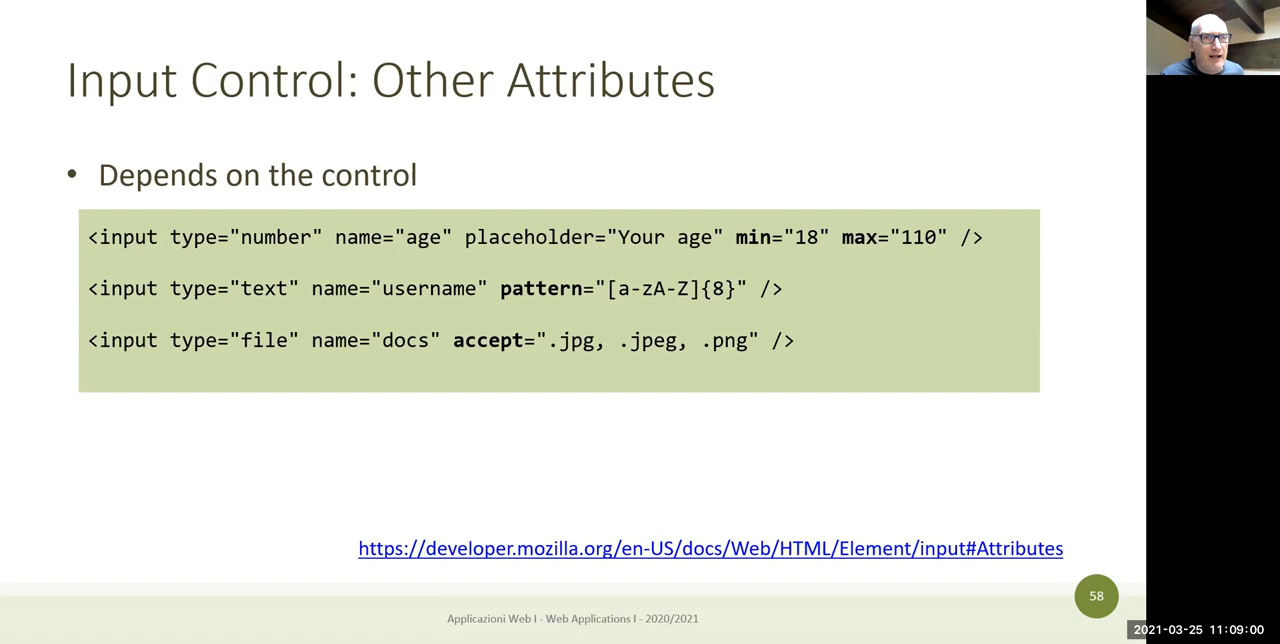 Input Control: Other Attributes
• Depends on the control
<input type="number" name="age" placeholder="Your age" min="18" max="110" />
<input type="text" name="username" pattern="[a-zA-Z]{8}" />
<input type="file" name="docs" accept=".jpg, .jpeg, .png" />
https://developer.mozilla.org/en-US/docs/Web/HTML/Element/input#Attributes
58
Applicazioni Web I - Web Applications I - 2020/2021
2021-03-25 11:09:00